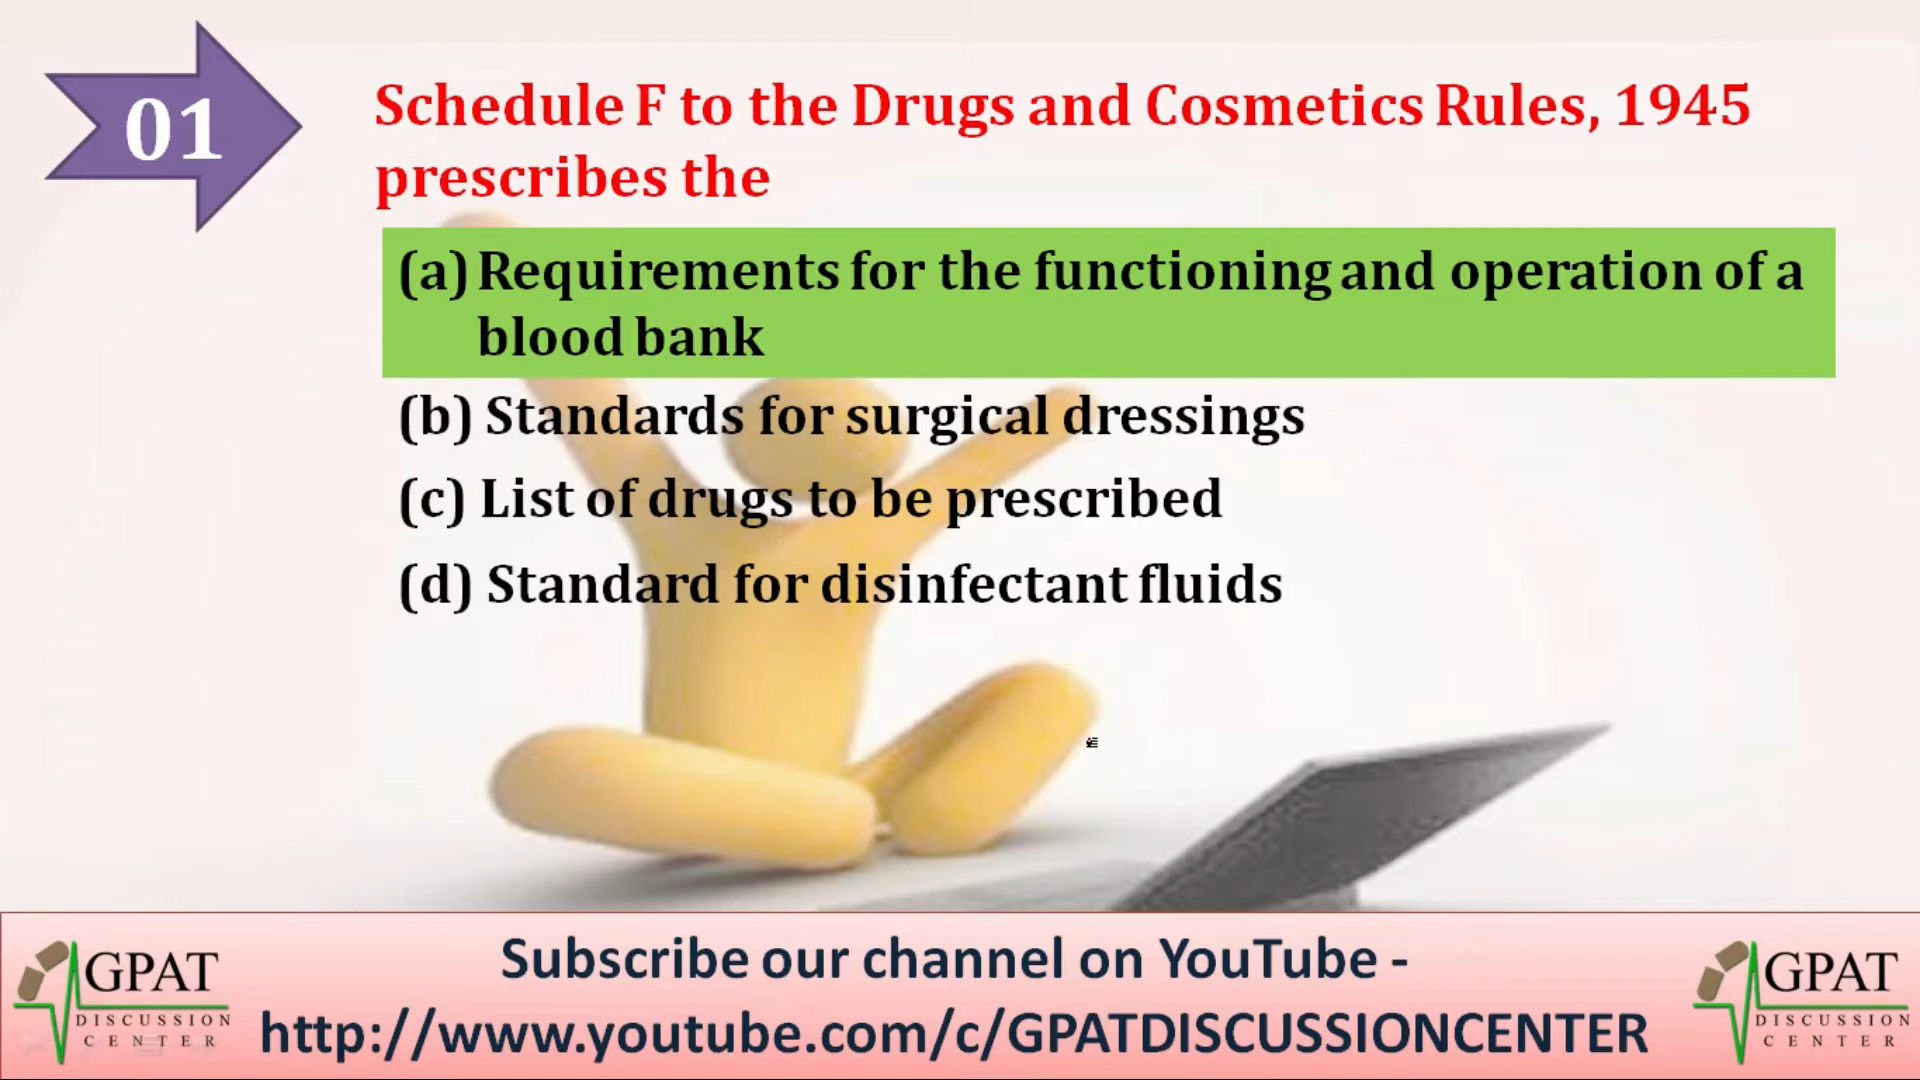 01
Schedule F to the Drugs and Cosmetics Rules, 1945
prescribes the
(a) Requirements for the functioning and operation of a
blood bank
(b) Standards for surgical dressings
(c) List of drugs to be prescribed
(d) Standard for disinfectant fluids
Subscribe our channel on YouTube -
http://www.youtube.com/c/GPATDISCUSSIONCENTER
GPAT
DISCUSSION
CENTER
GPAT
DISCUSSION
CENTER